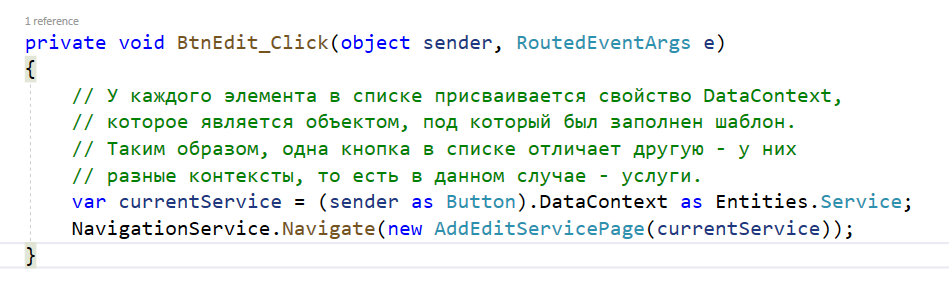 1 reference
private void BtnEdit_Click(object sender, RoutedEventArgs e)
{
// У каждого элемента в списке присваивается свойство DataContext,
// которое является объектом, под который был заполнен шаблон.
// Таким образом, одна кнопка в списке отличает другую - у них
// разные контексты, то есть в данном случае - услуги.
var currentService = (sender as Button).DataContext as Entities.Service;
NavigationService.Navigate(new AddEditServicePage(currentService));
}